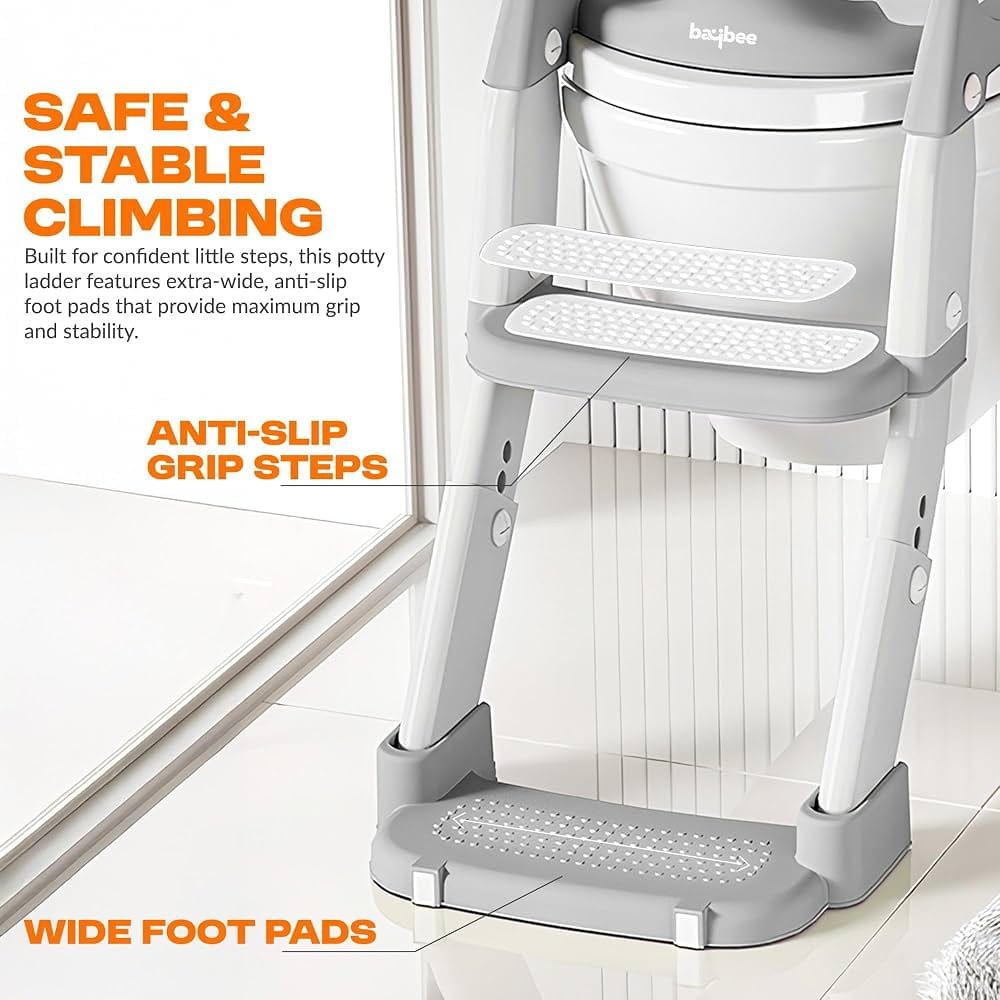 baybee
SAFE &
STABLE
CLIMBING
Built for confident little steps, this potty
ladder features extra-wide, anti-slip
foot pads that provide maximum grip
and stability.
ANTI-SLIP
GRIP STEPS
WIDE FOOT PADS